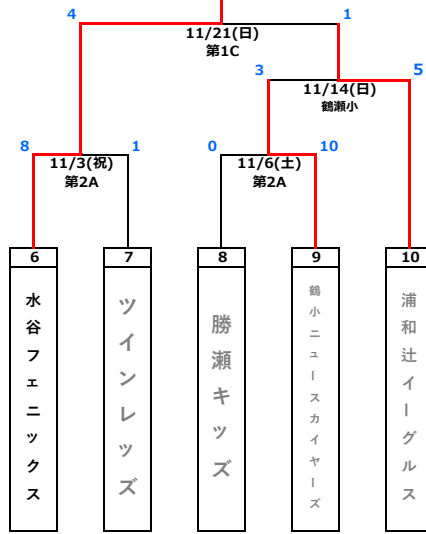 4
1
11/21(日)
第1C
3
5
11/14(日)
鶴瀬小
8
1
0
10
11/3(祝)
第2A
11/6(土)
第2A
6
7
8
9
10
水谷フェニックス
ツインレッズ
勝瀬キッズ
鶴小ニュースカイヤーズ
浦和辻イーグルス